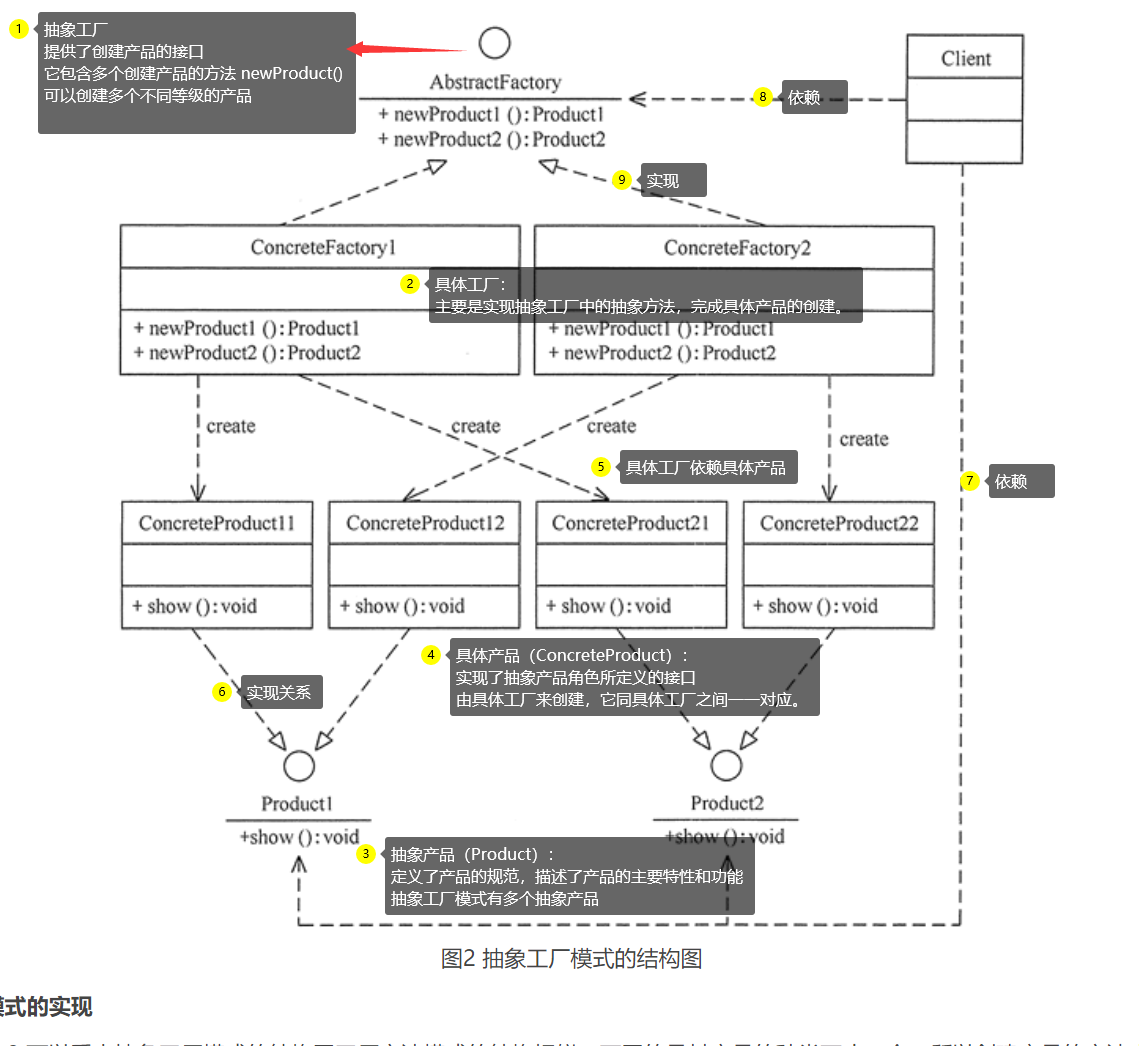 1
抽象工厂
提供了创建产品的接口
它包含多个创建产品的方法 newProduct()
可以创建多个不同等级的产品
AbstractFactory
+ newProduct1 (): Product1
+ newProduct2 (): Product2
8
依赖
Client
9
实现
ConcreteFactory1
+ newProduct1 (): Product1
+ newProduct2 (): Product2
ConcreteFactory2
+ newProduct1 (): Product1
+ newProduct2 (): Product2
2
具体工厂：
主要是实现抽象工厂中的抽象方法，完成具体产品的创建。
create
create
create
create
5
具体工厂依赖具体产品
7
依赖
ConcreteProduct11
+ show (): void
ConcreteProduct12
+ show (): void
ConcreteProduct21
+ show (): void
ConcreteProduct22
+ show (): void
4
具体产品（ConcreteProduct）：
实现了抽象产品角色所定义的接口
由具体工厂来创建，它同具体工厂之间一一对应。
6
实现关系
Product1
+show (): void
Product2
+show (): void
3
抽象产品（Product）：
定义了产品的规范，描述了产品的主要特性和功能
抽象工厂模式有多个抽象产品
图2 抽象工厂模式的结构图
模式的实现